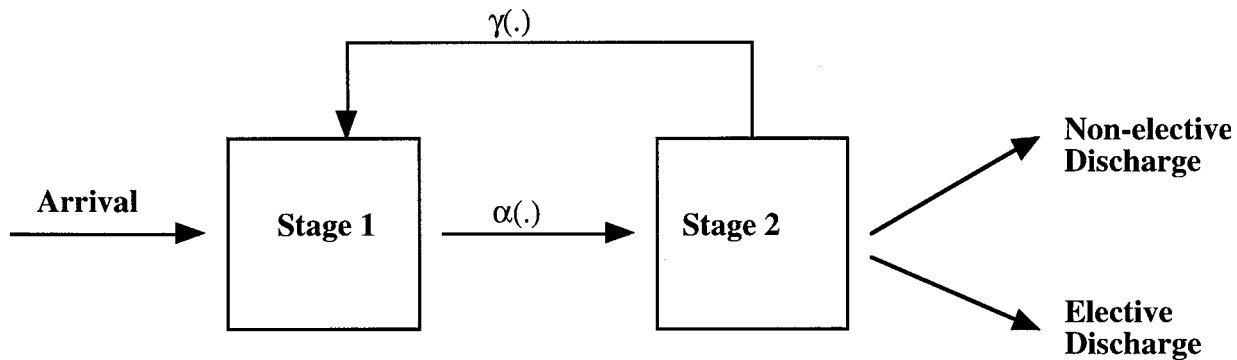 γ(.)
Non-elective
Discharge
Arrival
Stage 1
α(.)
Stage 2
Elective
Discharge